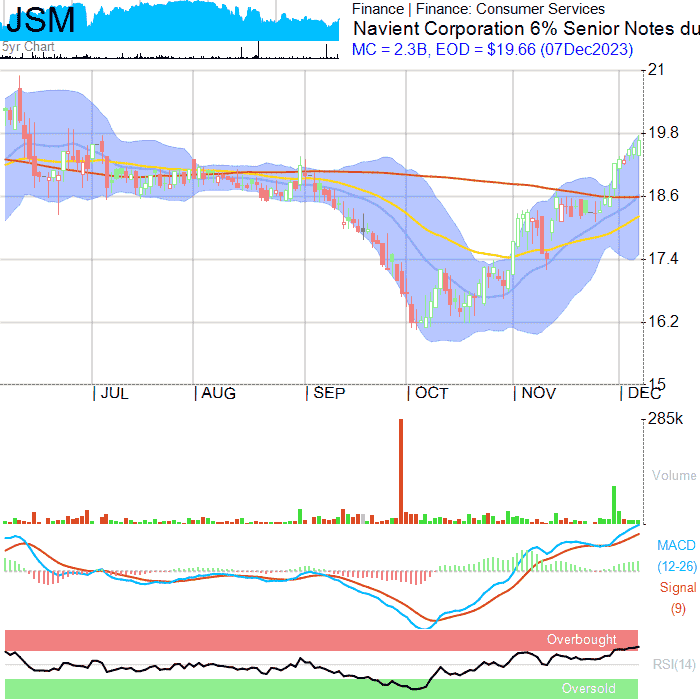 JSM
5yr Chart
Finance | Finance: Consumer Services
Navient Corporation 6% Senior Notes du
MC = 2.3B, EOD = $19.66 (07Dec2023)
21
19.8
18.6
17.4
16.2
15
JUL AUG SEP OCT NOV DEC
285k
Volume
MACD
(12-26)
Signal
(9)
Overbought
RSI(14)
Oversold